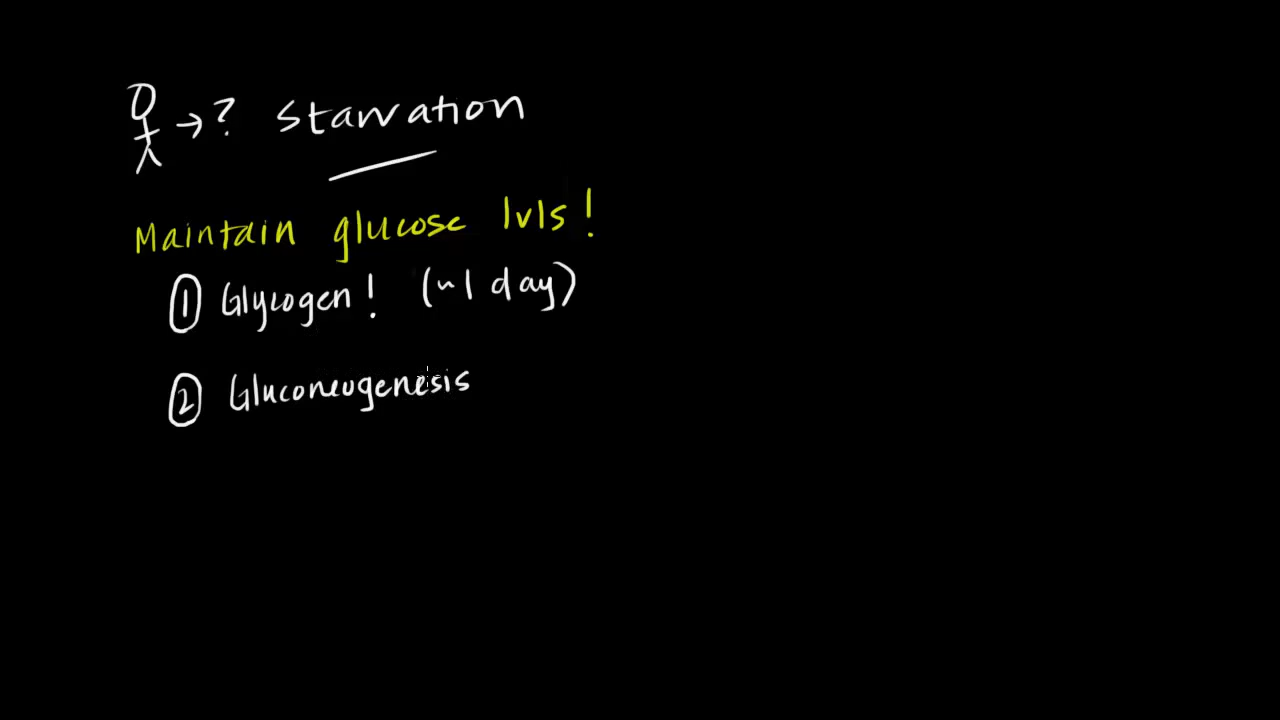 → ? starvation
Maintain glucose lvls!
① Glycogen! (~1 day)
② Gluconeogenesis